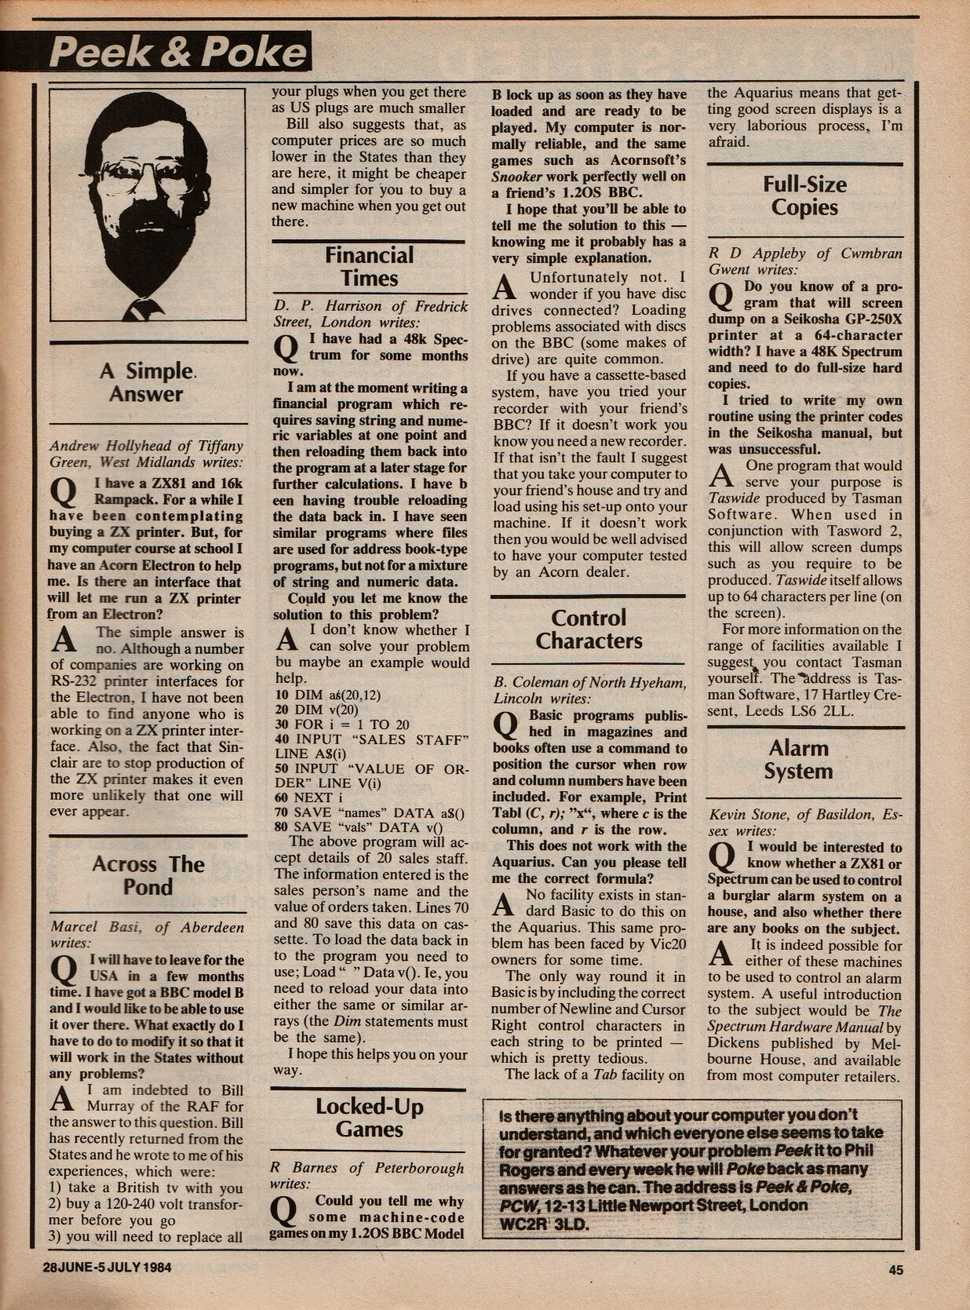 Peek & Poke
A Simple.
Answer
Andrew Hollyhead of Tiffany
Green, West Midlands writes:
Q I have a ZX81 and 16k
Rampack. For a while I
have been contemplating
buying a ZX printer. But, for
my computer course at school I
have an Acorn Electron to help
me. Is there an interface that
will let me run a ZX printer
from an Electron?
A The simple answer is
no. Although a number
of companies are working on
RS-232 printer interfaces for
the Electron, I have not been
able to find anyone who is
working on a ZX printer inter-
face. Also, the fact that Sin-
clair are to stop production of
the ZX printer makes it even
more unlikely that one will
ever appear.
Across The
Pond
Marcel Basi, of Aberdeen
writes:
Q I will have to leave for the
USA in a few months
time. I have got a BBC model B
and I would like to be able to use
it over there. What exactly do I
have to do to modify it so that it
will work in the States without
any problems?
A I am indebted to Bill
Murray of the RAF for
the answer to this question. Bill
has recently returned from the
States and he wrote to me of his
experiences, which were:
1) take a British tv with you
2) buy a 120-240 volt transfor-
mer before you go
3) you will need to replace all
your plugs when you get there
as US plugs are much smaller
Bill also suggests that, as
computer prices are so much
lower in the States than they
are here, it might be cheaper
and simpler for you to buy a
new machine when you get out
there.
Financial
Times
D. P. Harrison of Fredrick
Street, London writes:
Q I have had a 48k Spec-
trum for some months
now.
I am at the moment writing a
financial program which re-
quires saving string and nume-
ric variables at one point and
then reloading them back into
the program at a later stage for
further calculations. I have b
een having trouble reloading
the data back in. I have seen
similar programs where files
are used for address book-type
programs, but not for a mixture
of string and numeric data.
Could you let me know the
solution to this problem?
A I don't know whether I
can solve your problem
bu maybe an example would
help.
10 DIM a$(20,12)
20 DIM v(20)
30 FOR i = 1 TO 20
40 INPUT "SALES STAFF"
LINE A$(i)
50 INPUT "VALUE OF OR-
DER" LINE V(i)
60 NEXT i
70 SAVE "names" DATA a$()
80 SAVE "vals" DATA v()
The above program will ac-
cept details of 20 sales staff.
The information entered is the
sales person's name and the
value of orders taken. Lines 70
and 80 save this data on cas-
sette. To load the data back in
to the program you need to
use; Load " " Data v(). Ie, you
need to reload your data into
either the same or similar ar-
rays (the Dim statements must
be the same).
I hope this helps you on your
way.
Locked-Up
Games
R Barnes of Peterborough
writes:
Q Could you tell me why
some machine-code
games on my 1.2OS BBC Model
B lock up as soon as they have
loaded and are ready to be
played. My computer is nor-
mally reliable, and the same
games such as Acornsoft's
Snooker work perfectly well on
a friend's 1.2OS BBC.
I hope that you'll be able to
tell me the solution to this —
knowing me it probably has a
very simple explanation.
A Unfortunately not. I
wonder if you have disc
drives connected? Loading
problems associated with discs
on the BBC (some makes of
drive) are quite common.
If you have a cassette-based
system, have you tried your
recorder with your friend's
BBC? If it doesn't work you
know you need a new recorder.
If that isn't the fault I suggest
that you take your computer to
your friend's house and try and
load using his set-up onto your
machine. If it doesn't work
then you would be well advised
to have your computer tested
by an Acorn dealer.
Control
Characters
B. Coleman of North Hyeham,
Lincoln writes:
Q Basic programs publis-
hed in magazines and
books often use a command to
position the cursor when row
and column numbers have been
included. For example, Print
Tabl (C, r); "x", where c is the
column, and r is the row.
This does not work with the
Aquarius. Can you please tell
me the correct formula?
A No facility exists in stan-
dard Basic to do this on
the Aquarius. This same pro-
blem has been faced by Vic20
owners for some time.
The only way round it in
Basic is by including the correct
number of Newline and Cursor
Right control characters in
each string to be printed —
which is pretty tedious.
The lack of a Tab facility on
the Aquarius means that get-
ting good screen displays is a
very laborious process, I'm
afraid.
Full-Size
Copies
R D Appleby of Cwmbran
Gwent writes:
Q Do you know of a pro-
gram that will screen
dump on a Seikosha GP-250X
printer at a 64-character
width? I have a 48K Spectrum
and need to do full-size hard
copies.
I tried to write my own
routine using the printer codes
in the Seikosha manual, but
was unsuccessful.
A One program that would
serve your purpose is
Taswide produced by Tasman
Software. When used in
conjunction with Tasword 2,
this will allow screen dumps
such as you require to be
produced. Taswide itself allows
up to 64 characters per line (on
the screen).
For more information on the
range of facilities available I
suggest you contact Tasman
yourself. The address is Tas-
man Software, 17 Hartley Cre-
sent, Leeds LS6 2LL.
Alarm
System
Kevin Stone, of Basildon, Es-
sex writes:
Q I would be interested to
know whether a ZX81 or
Spectrum can be used to control
a burglar alarm system on a
house, and also whether there
are any books on the subject.
A It is indeed possible for
either of these machines
to be used to control an alarm
system. A useful introduction
to the subject would be The
Spectrum Hardware Manual by
Dickens published by Mel-
bourne House, and available
from most computer retailers.
Is there anything about your computer you don't
understand, and which everyone else seems to take
for granted? Whatever your problem Peek it to Phil
Rogers and every week he will Poke back as many
answers as he can. The address is Peek & Poke,
PCW, 12-13 Little Newport Street, London
WC2R 3LD.
28 JUNE-5 JULY 1984
45